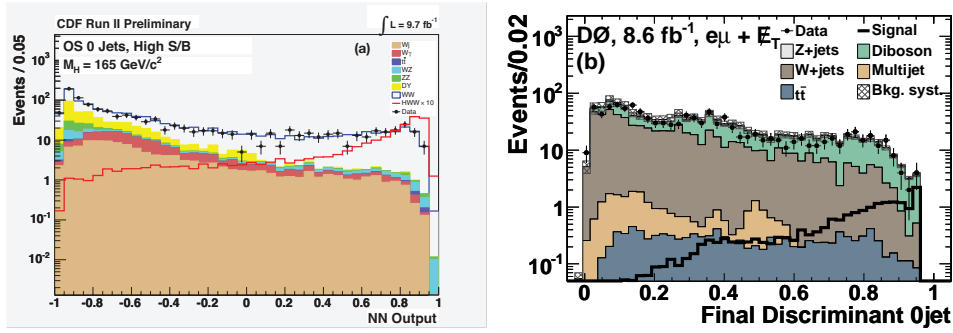 CDF Run II Preliminary
∫ L = 9.7 fb⁻¹
OS 0 Jets, High S/B
M_H = 165 GeV/c²
(a)
Wj
Wγ
tt̄
WZ
ZZ
DY
WW
HWW × 10
Data
Events / 0.05
10³
10²
10
1
10⁻¹
10⁻²
-1 -0.8 -0.6 -0.4 -0.2 0 0.2 0.4 0.6 0.8 1
NN Output
DØ, 8.6 fb⁻¹, eμ + E̸_T
(b)
Data
Signal
Z+jets
Diboson
W+jets
Multijet
tt̄
Bkg. syst.
Events/0.02
10³
10²
10
1
10⁻¹
0 0.2 0.4 0.6 0.8 1
Final Discriminant 0jet